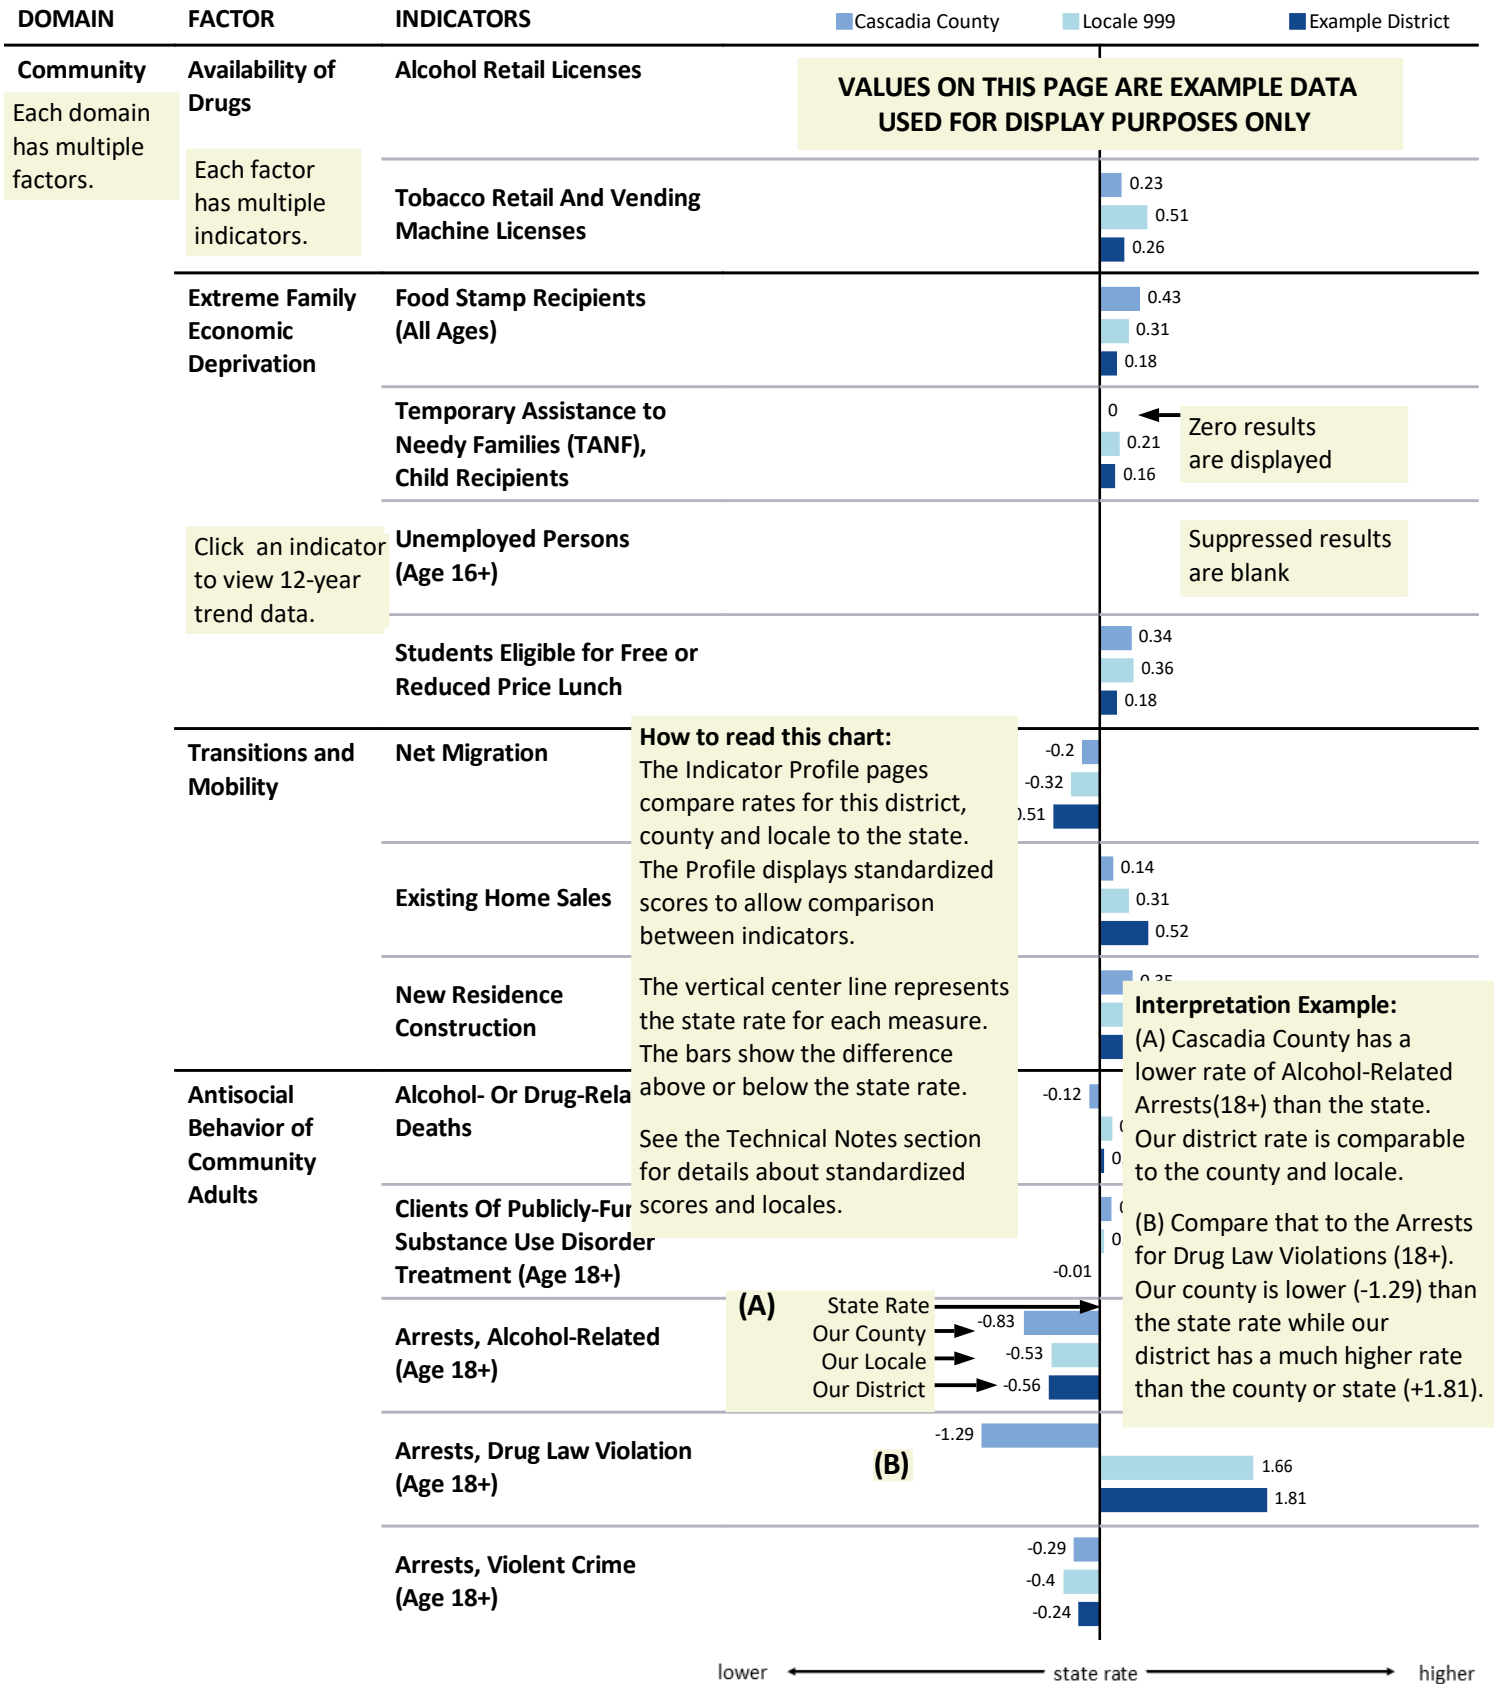 DOMAIN FACTOR INDICATORS Cascadia County Locale 999 Example District
Community
Each domain
has multiple
factors.
Availability of
Drugs
Each factor
has multiple
indicators.
Alcohol Retail Licenses
VALUES ON THIS PAGE ARE EXAMPLE DATA
USED FOR DISPLAY PURPOSES ONLY
Tobacco Retail And Vending
Machine Licenses
0.23
0.51
0.26
Extreme Family
Economic
Deprivation
Food Stamp Recipients
(All Ages)
0.43
0.31
0.18
Temporary Assistance to
Needy Families (TANF),
Child Recipients
0
0.21
0.16
Zero results
are displayed
Click an indicator
to view 12-year
trend data.
Unemployed Persons
(Age 16+)
Suppressed results
are blank
Students Eligible for Free or
Reduced Price Lunch
0.34
0.36
0.18
Transitions and
Mobility
Net Migration
-0.2
-0.32
.51
How to read this chart:
The Indicator Profile pages
compare rates for this district,
county and locale to the state.
The Profile displays standardized
scores to allow comparison
between indicators.
The vertical center line represents
the state rate for each measure.
The bars show the difference
above or below the state rate.
See the Technical Notes section
for details about standardized
scores and locales.
Existing Home Sales
0.14
0.31
0.52
New Residence
Construction
Interpretation Example:
(A) Cascadia County has a
lower rate of Alcohol-Related
Arrests(18+) than the state.
Our district rate is comparable
to the county and locale.
(B) Compare that to the Arrests
for Drug Law Violations (18+).
Our county is lower (-1.29) than
the state rate while our
district has a much higher rate
than the county or state (+1.81).
Antisocial
Behavior of
Community
Adults
Alcohol- Or Drug-Rela
Deaths
-0.12
Clients Of Publicly-Fur
Substance Use Disorder
Treatment (Age 18+)
-0.01
Arrests, Alcohol-Related
(Age 18+)
(A) State Rate
Our County -0.83
Our Locale -0.53
Our District -0.56
Arrests, Drug Law Violation
(Age 18+)
(B)
-1.29
1.66
1.81
Arrests, Violent Crime
(Age 18+)
-0.29
-0.4
-0.24
lower state rate higher